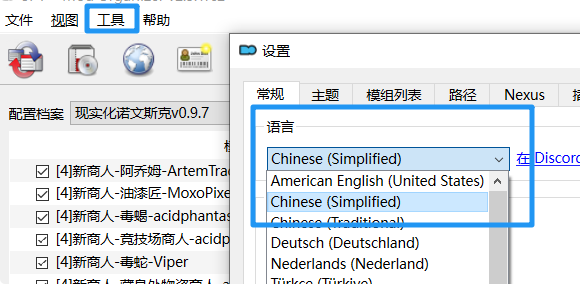 文件 视图 工具 帮助
设置
常规 主题 模组列表 路径 Nexus
配置档案 现实化诺文斯克v0.9.7
语言
Chinese (Simplified)
在 Discord
American English (United States)
Chinese (Simplified)
Chinese (Traditional)
Deutsch (Deutschland)
Nederlands (Nederland)
Türkçe (Türkiye)
[4]新商人-阿乔姆-ArtemTrad
[4]新商人-油漆匠-MoxoPixel
[4]新商人-毒蝎-acidphantas
[4]新商人-竞技场商人-acidp
[4]新商人-毒蛇-Viper